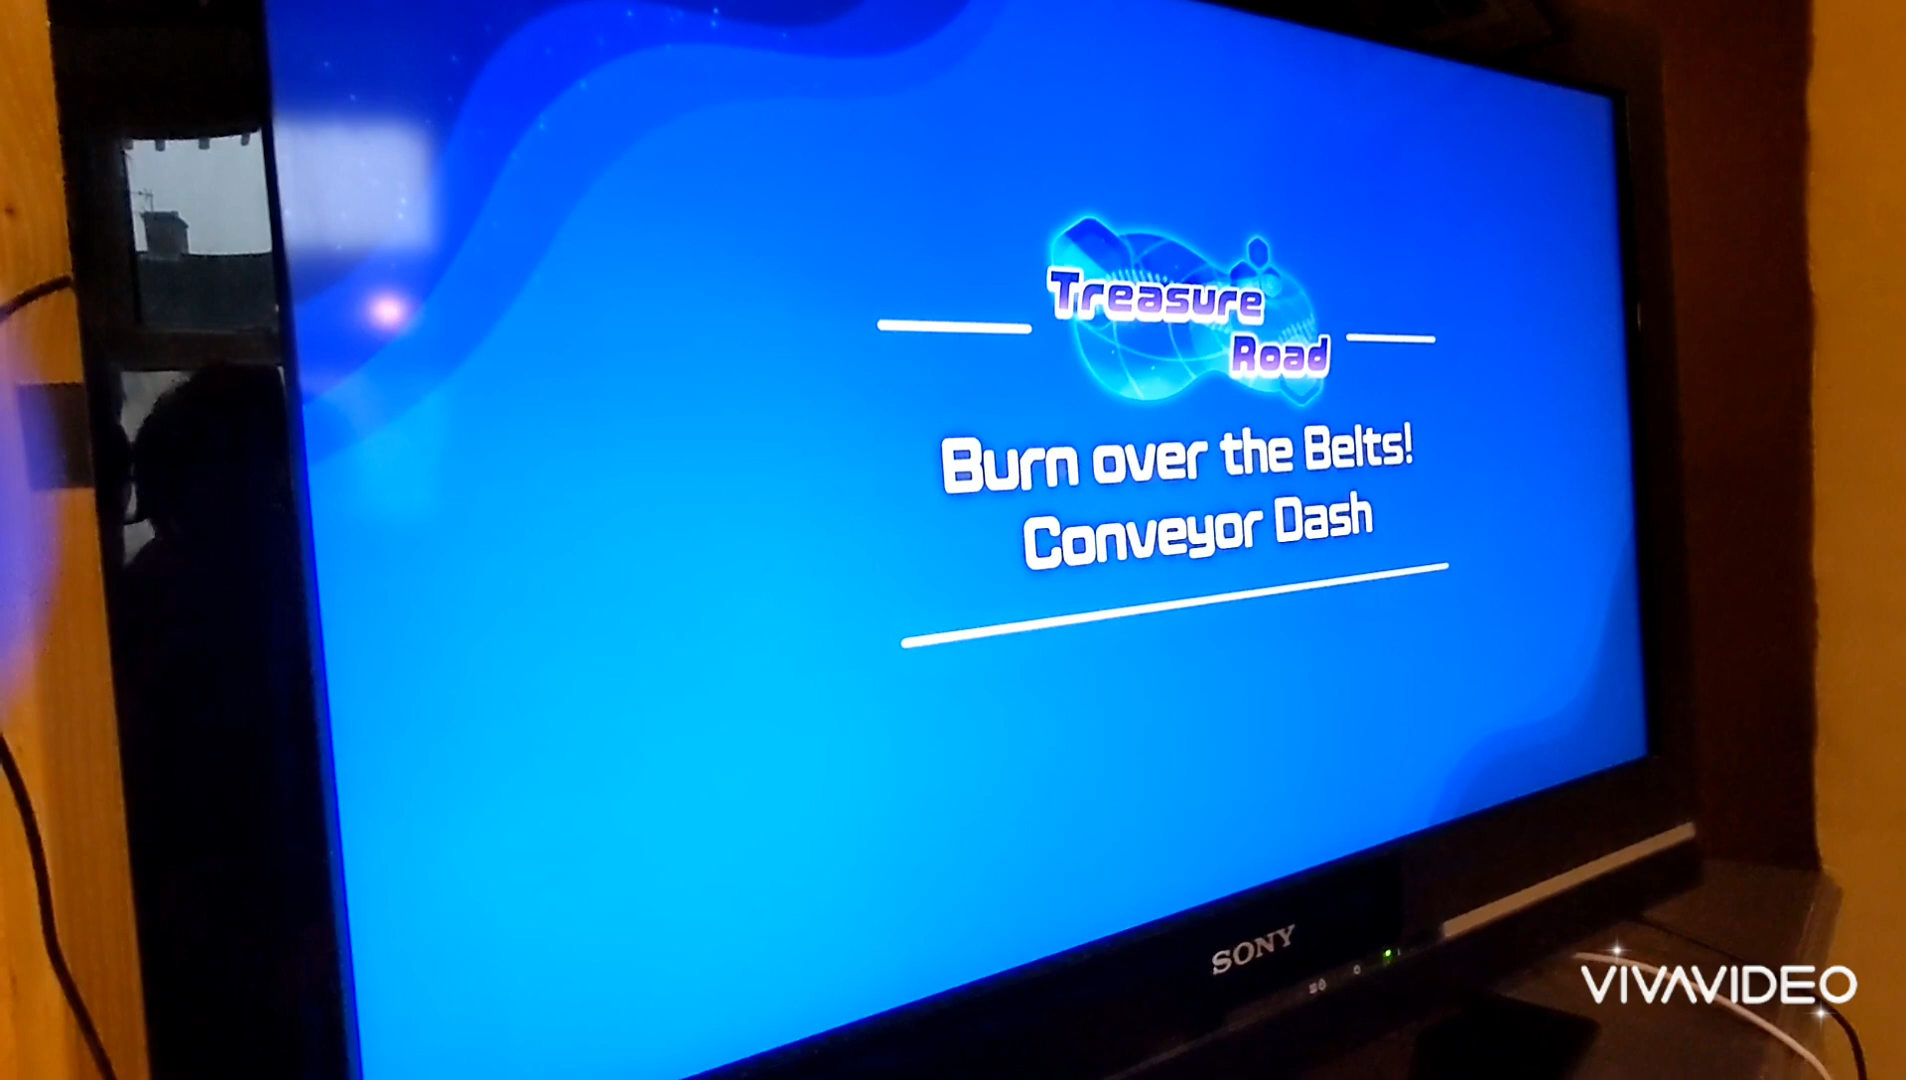 Treasure
Road
Burn over the Belts!
Conveyor Dash
SONY
VIVAVIDEO